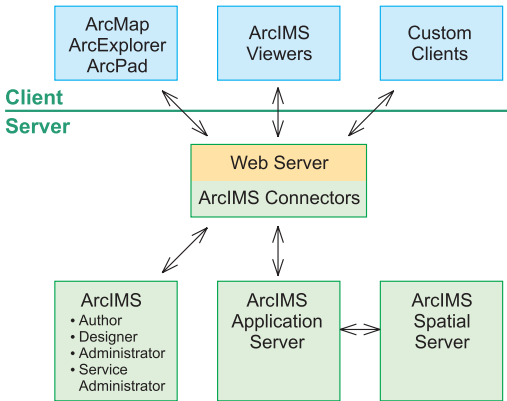 ArcMap
ArcExplorer
ArcPad
ArcIMS
Viewers
Custom
Clients
Client
Server
Web Server
ArcIMS Connectors
ArcIMS
• Author
• Designer
• Administrator
• Service
Administrator
ArcIMS
Application
Server
ArcIMS
Spatial
Server